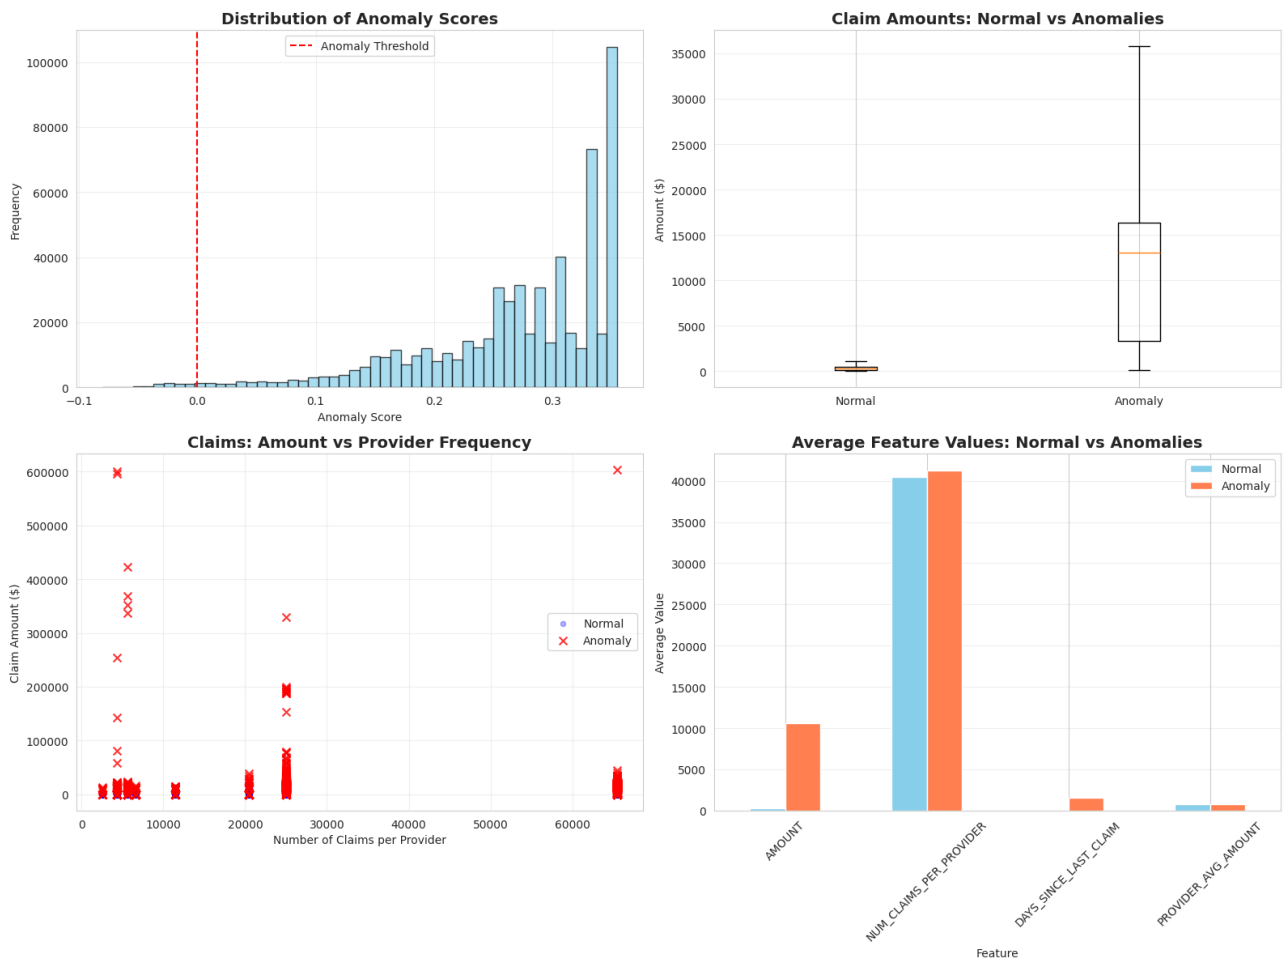 Distribution of Anomaly Scores
Anomaly Threshold
100000
80000
60000
40000
20000
0
Frequency
−0.1
0.0
0.1
0.2
0.3
Anomaly Score
Claim Amounts: Normal vs Anomalies
35000
30000
25000
20000
15000
10000
5000
0
Amount ($)
Normal
Anomaly
Claims: Amount vs Provider Frequency
600000
500000
400000
300000
200000
100000
0
Claim Amount ($)
Normal
Anomaly
0
10000
20000
30000
40000
50000
60000
Number of Claims per Provider
Average Feature Values: Normal vs Anomalies
Normal
Anomaly
40000
35000
30000
25000
20000
15000
10000
5000
0
Average Value
AMOUNT
NUM_CLAIMS_PER_PROVIDER
DAYS_SINCE_LAST_CLAIM
PROVIDER_AVG_AMOUNT
Feature